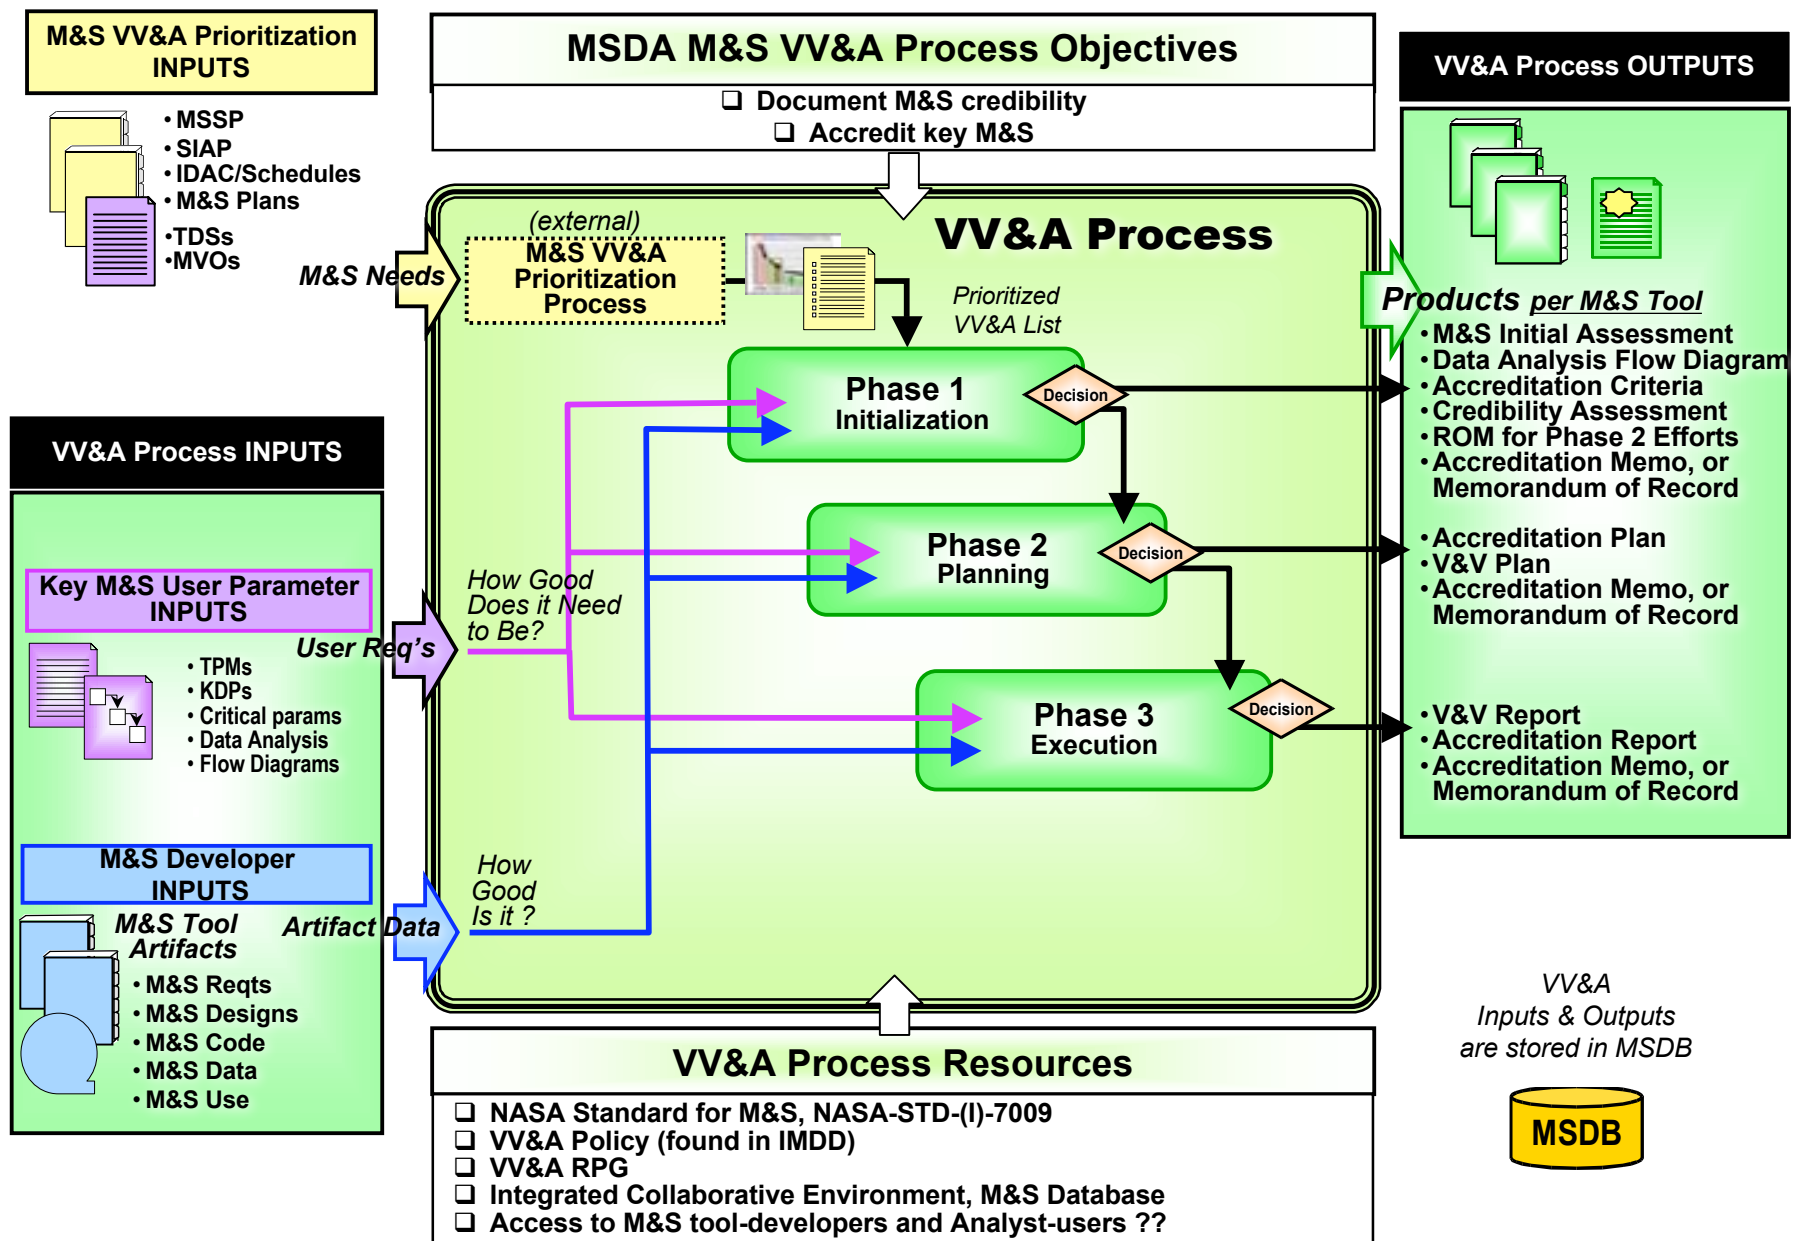 M&S VV&A Prioritization
INPUTS
• MSSP
• SIAP
• IDAC/Schedules
• M&S Plans
• TDSs
• MVOs
M&S Needs
MSDA M&S VV&A Process Objectives
❑ Document M&S credibility
❑ Accredit key M&S
VV&A Process
(external)
M&S VV&A
Prioritization
Process
Prioritized
VV&A List
Phase 1
Initialization
Decision
Phase 2
Planning
Decision
Phase 3
Execution
Decision
How Good
Does it Need
to Be?
How
Good
Is it ?
VV&A Process INPUTS
Key M&S User Parameter
INPUTS
User Req's
• TPMs
• KDPs
• Critical params
• Data Analysis
• Flow Diagrams
M&S Developer
INPUTS
M&S Tool
Artifacts
Artifact Data
• M&S Reqts
• M&S Designs
• M&S Code
• M&S Data
• M&S Use
VV&A Process Resources
❑ NASA Standard for M&S, NASA-STD-(I)-7009
❑ VV&A Policy (found in IMDD)
❑ VV&A RPG
❑ Integrated Collaborative Environment, M&S Database
❑ Access to M&S tool-developers and Analyst-users ??
VV&A Process OUTPUTS
Products per M&S Tool
• M&S Initial Assessment
• Data Analysis Flow Diagram
• Accreditation Criteria
• Credibility Assessment
• ROM for Phase 2 Efforts
• Accreditation Memo, or
Memorandum of Record
• Accreditation Plan
• V&V Plan
• Accreditation Memo, or
Memorandum of Record
• V&V Report
• Accreditation Report
• Accreditation Memo, or
Memorandum of Record
VV&A
Inputs & Outputs
are stored in MSDB
MSDB